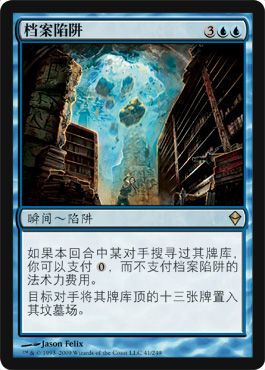 档案陷阱 3
瞬间～陷阱
如果本回合中某对手搜寻过其牌库,
你可以支付 0 , 而不支付档案陷阱的
法术力费用。
目标对手将其牌库顶的十三张牌置入
其坟墓场。
Jason Felix
™ & © 1993–2009 Wizards of the Coast LLC 41/249